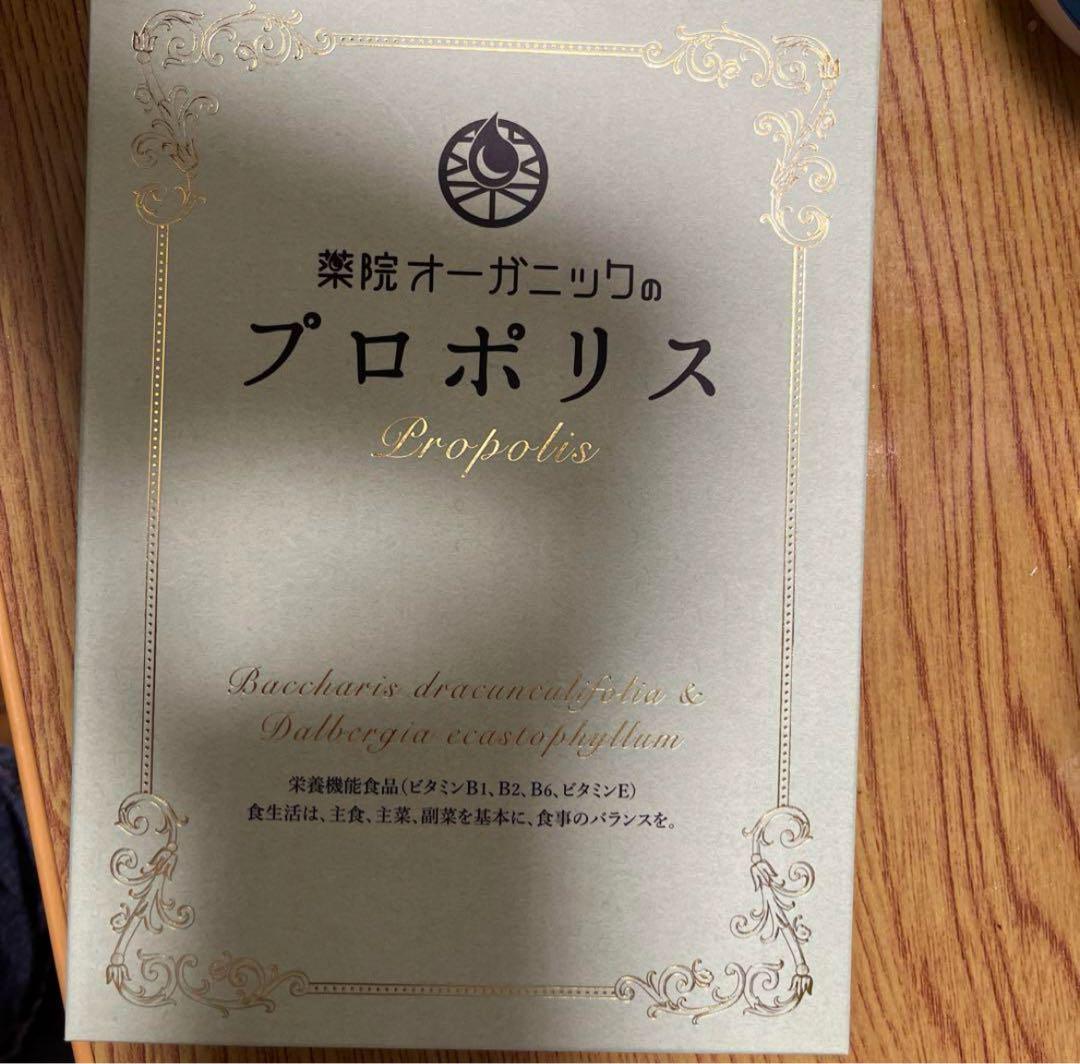 薬院オーガニックの
プロポリス
Propolis
Baccharis dracunculifolia &
Dalbergia ecastophyllum
栄養機能食品(ビタミンB1、B2、B6、ビタミンE)
食生活は、主食、主菜、副菜を基本に、食事のバランスを。